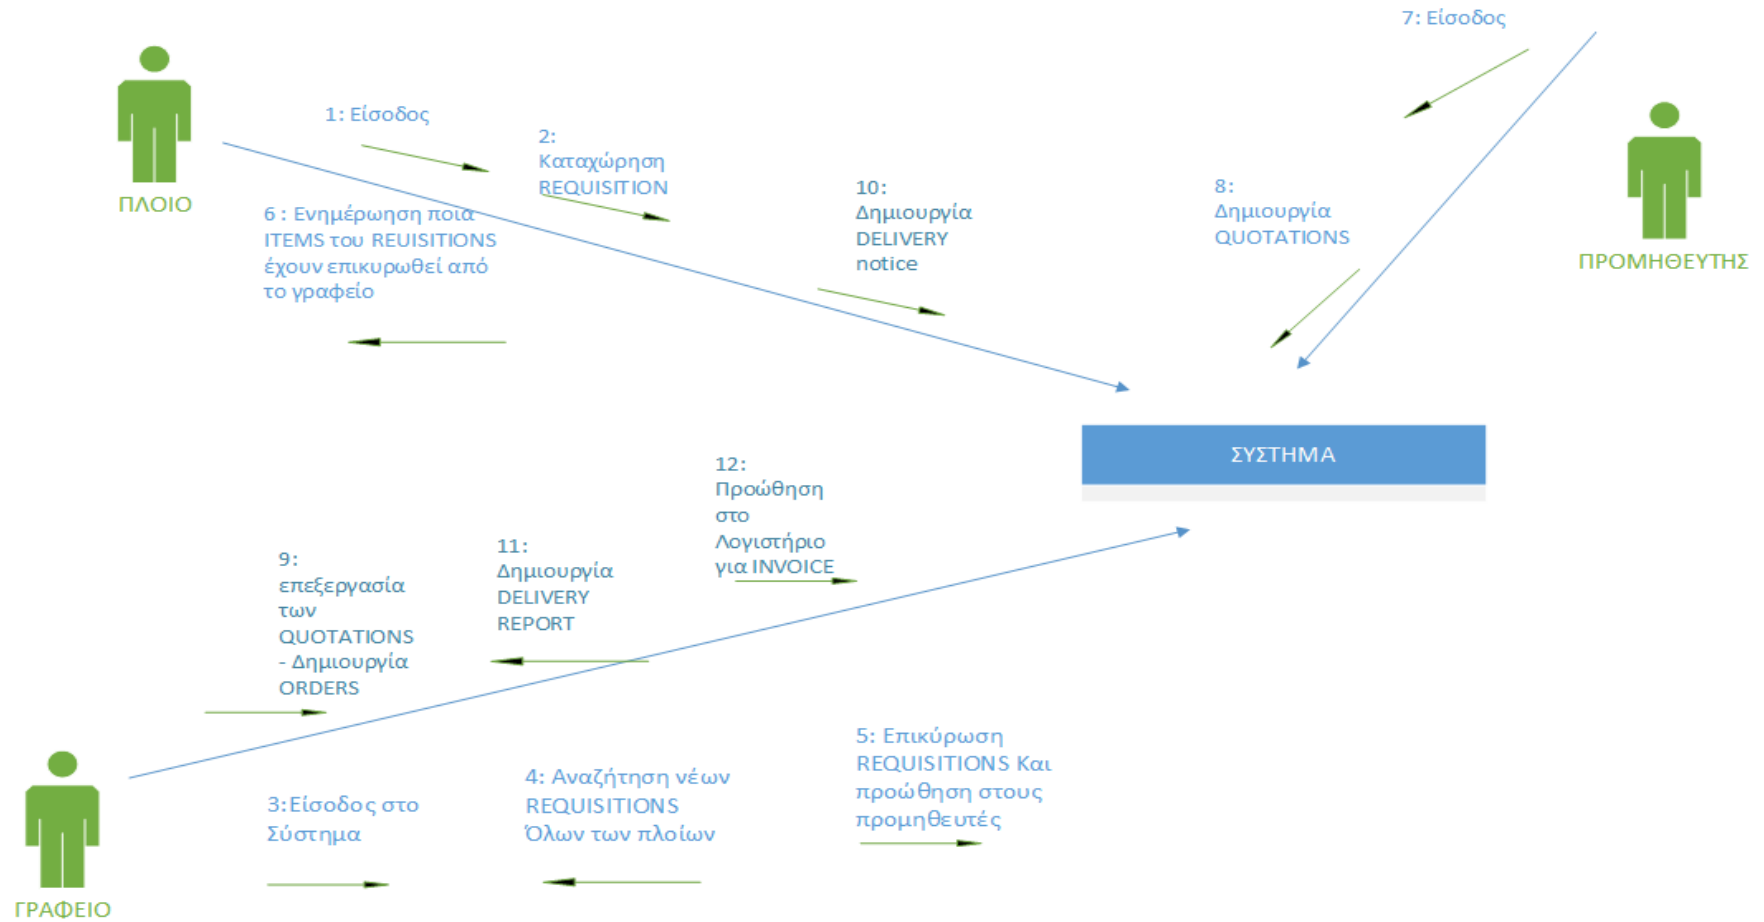 7: Είσοδος
1: Είσοδος
2:
Καταχώρηση
REQUISITION
ΠΛΟΙΟ
6 : Ενημέρωηση ποια
ITEMS του REUISITIONS
έχουν επικυρωθεί από
το γραφείο
10:
Δημιουργία
DELIVERY
notice
8:
Δημιουργία
QUOTATIONS
ΠΡΟΜΗΘΕΥΤΗΣ
ΣΥΣΤΗΜΑ
12:
Προώθηση
στο
Λογιστήριο
για INVOICE
11:
Δημιουργία
DELIVERY
REPORT
9:
επεξεργασία
των
QUOTATIONS
- Δημιουργία
ORDERS
5: Επικύρωση
REQUISITIONS Και
προώθηση στους
προμηθευτές
4: Αναζήτηση νέων
REQUISITIONS
Όλων των πλοίων
3:Είσοδος στο
Σύστημα
ΓΡΑΦΕΙΟ